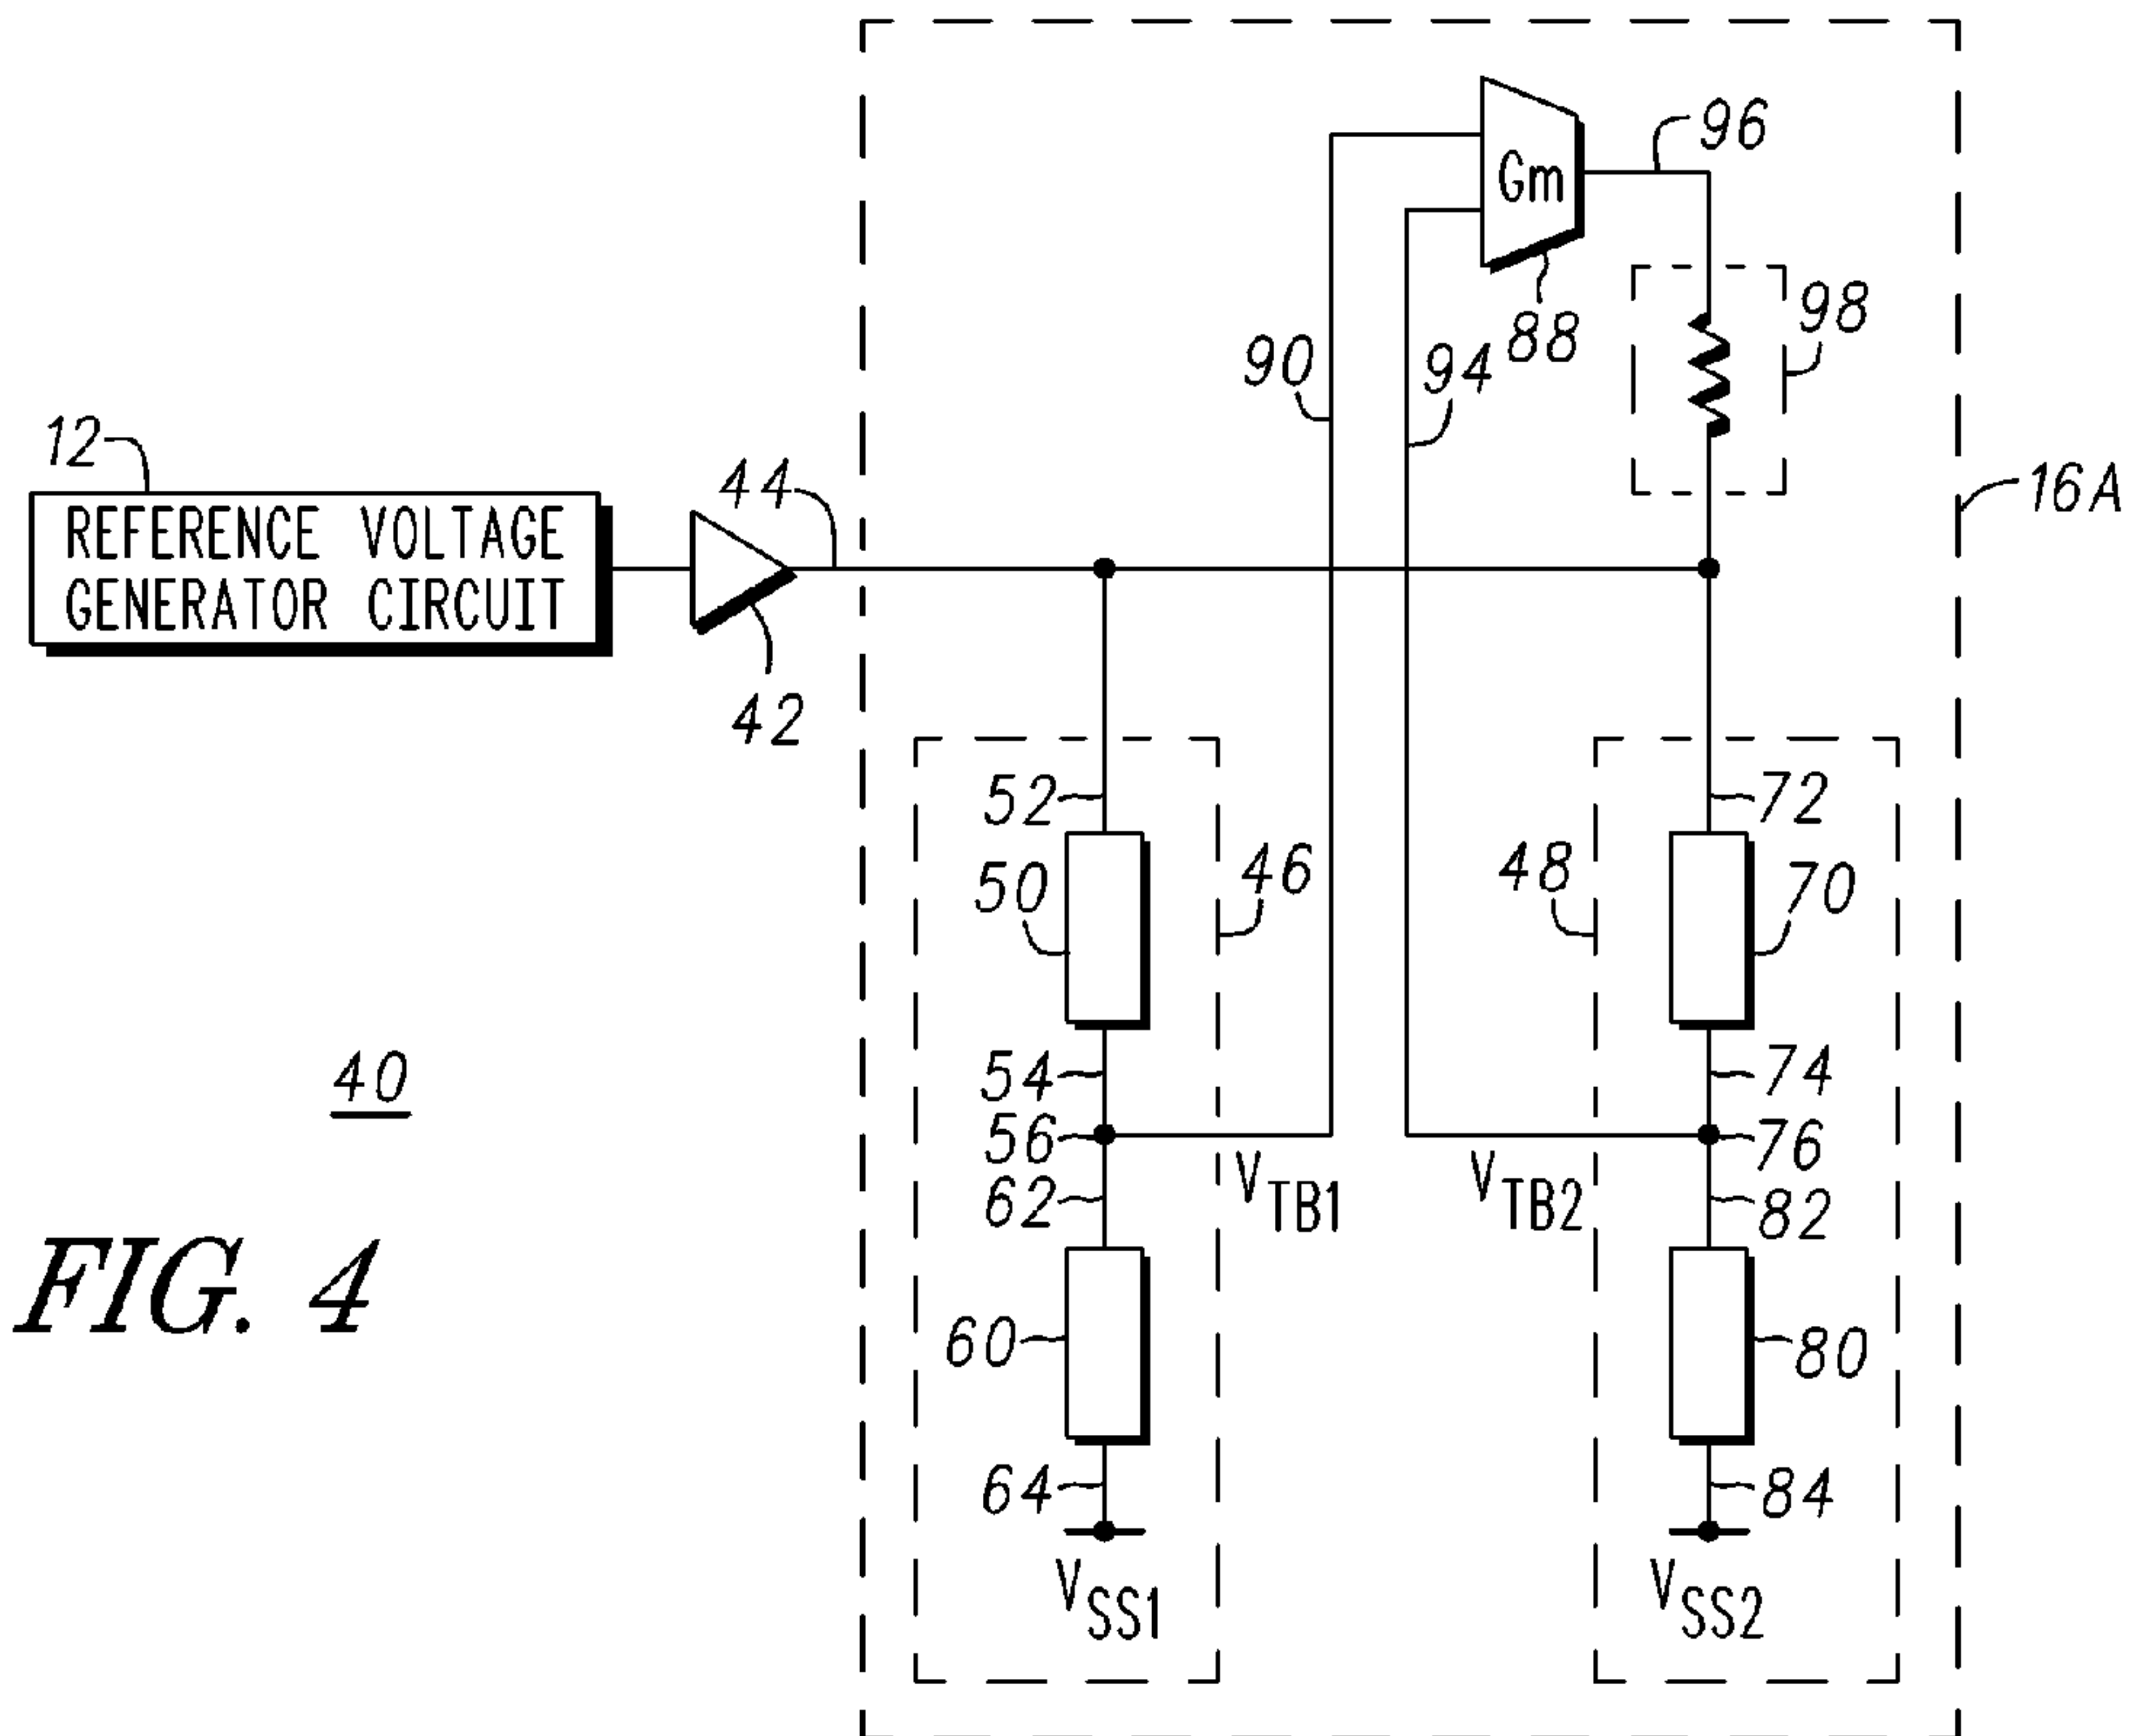 96
Gm
98
88
90
94
12
44
16A
REFERENCE VOLTAGE
GENERATOR CIRCUIT
42
52
72
50
46
48
70
54
74
40
56
76
VTB1
VTB2
62
82
FIG. 4
60
80
64
84
VSS1
VSS2